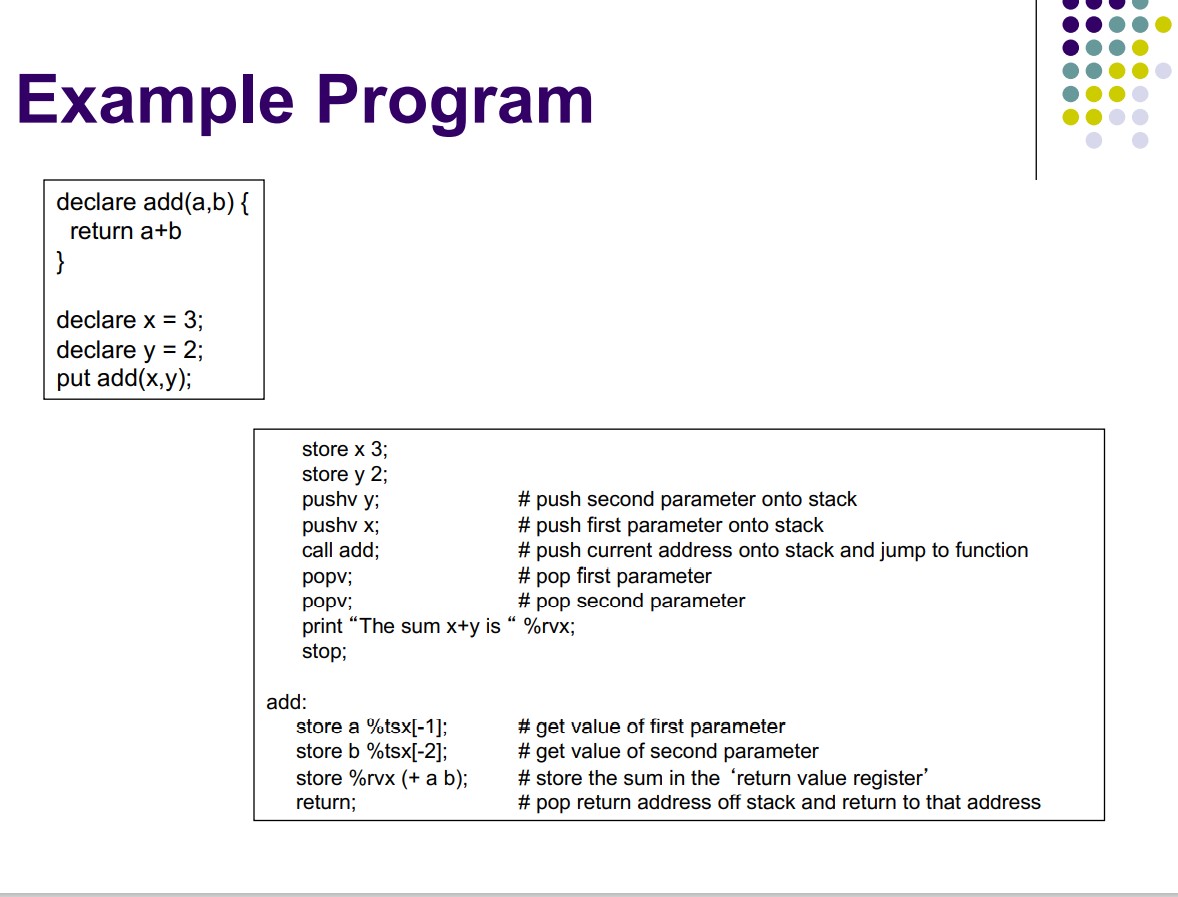 Example Program
declare add(a,b) {
return a+b
}
declare x = 3;
declare y = 2;
put add(x,y);
store x 3;
store y 2;
pushv y; # push second parameter onto stack
pushv x; # push first parameter onto stack
call add; # push current address onto stack and jump to function
popv; # pop first parameter
popv; # pop second parameter
print “The sum x+y is “ %rvx;
stop;
add:
store a %tsx[-1]; # get value of first parameter
store b %tsx[-2]; # get value of second parameter
store %rvx (+ a b); # store the sum in the ‘return value register’
return; # pop return address off stack and return to that address